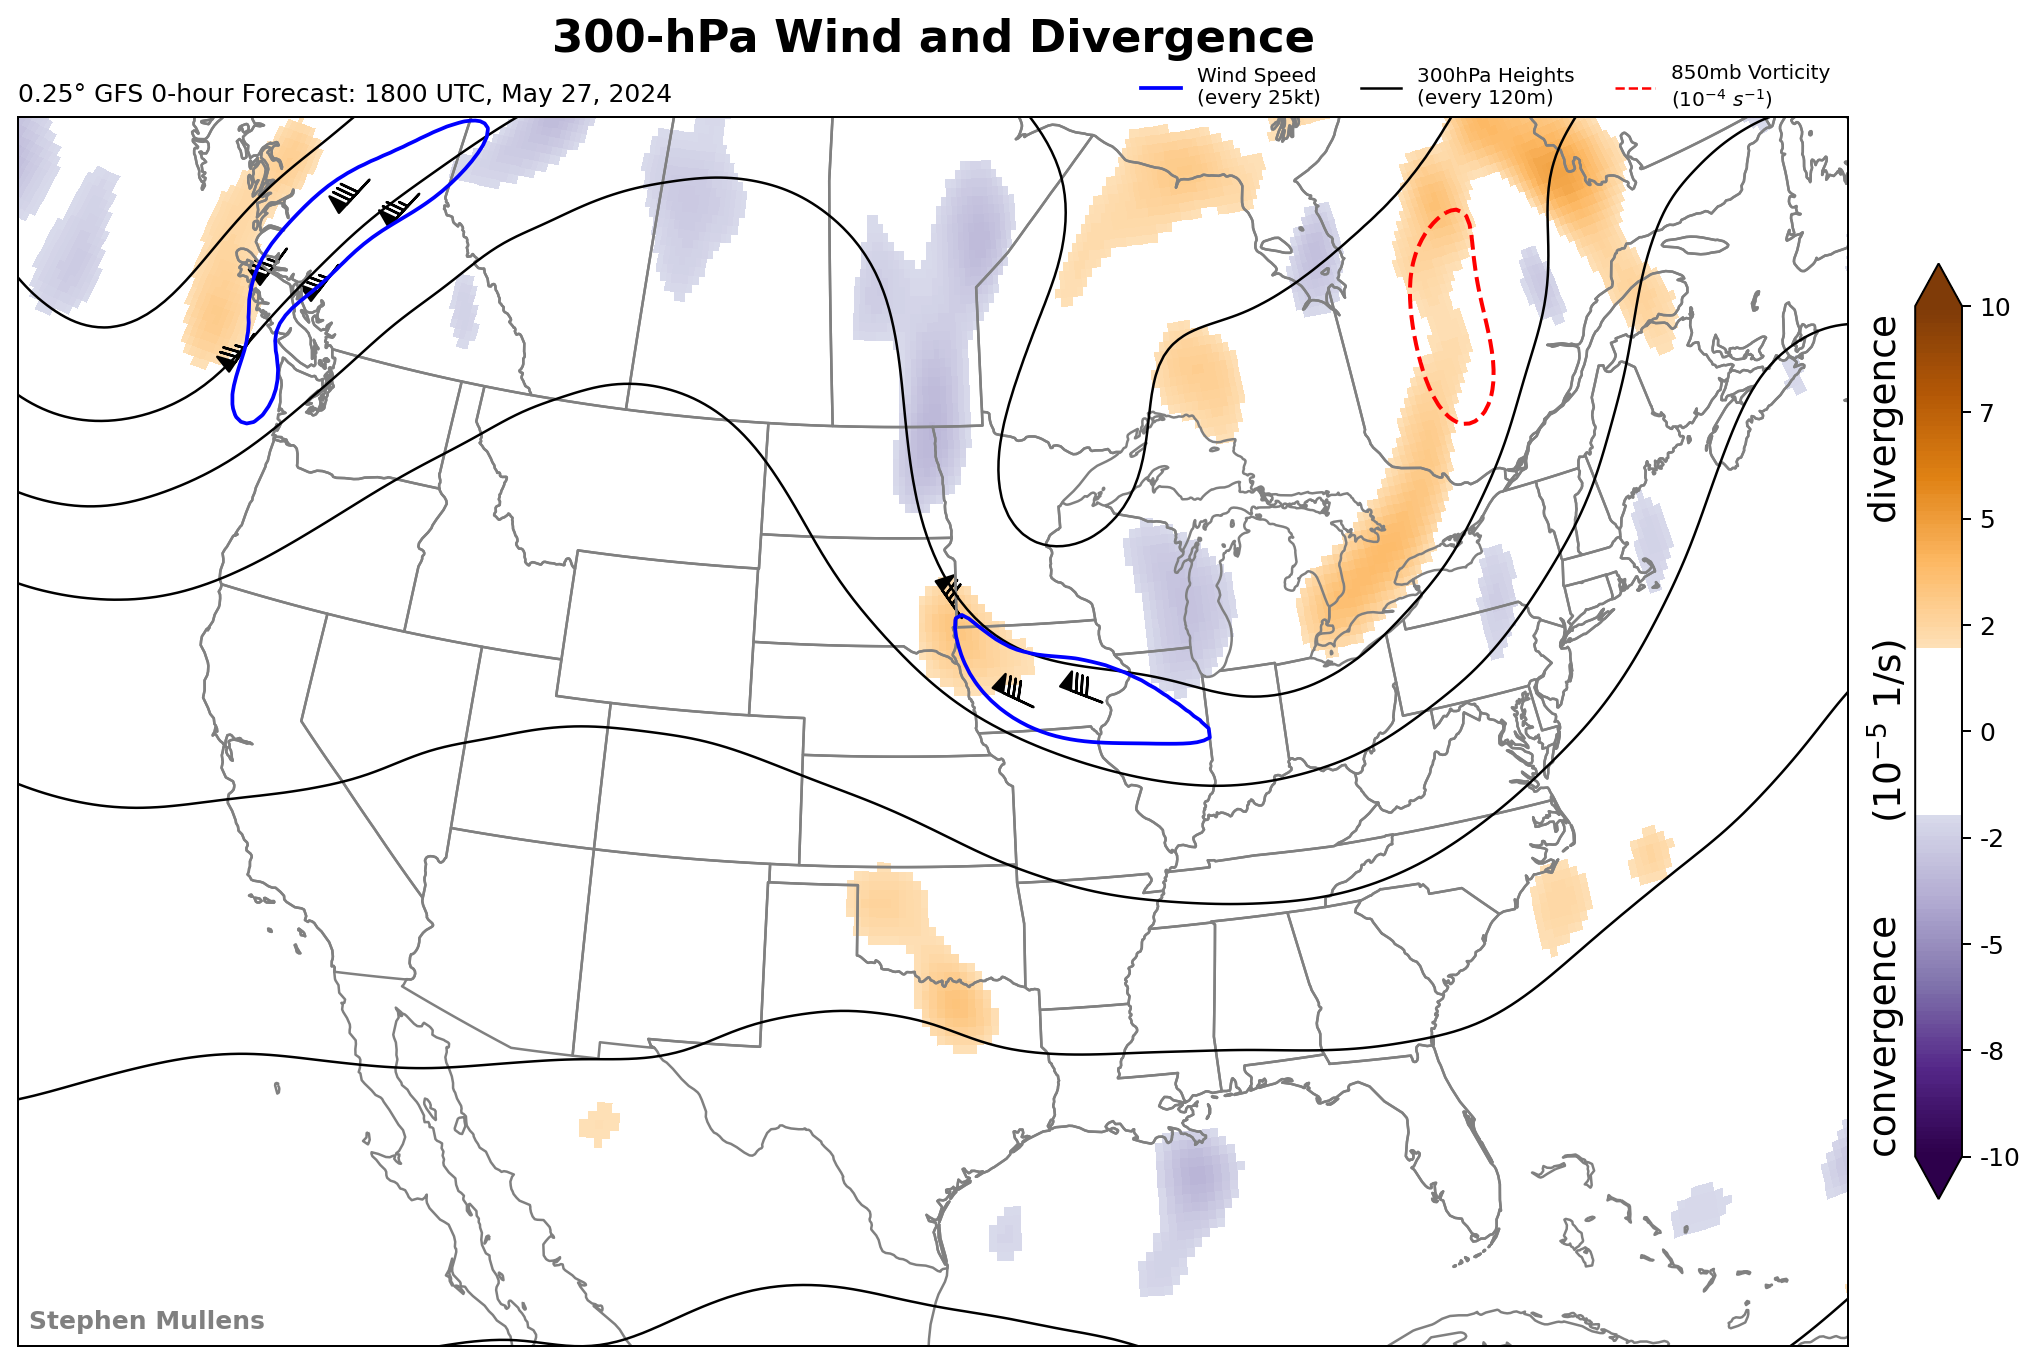 300-hPa Wind and Divergence
0.25° GFS 0-hour Forecast: 1800 UTC, May 27, 2024
Wind Speed
(every 25kt)
300hPa Heights
(every 120m)
850mb Vorticity
(10⁻⁴ s⁻¹)
10
7
5
2
0
-2
-5
-8
-10
convergence (10⁻⁵ 1/s) divergence
Stephen Mullens